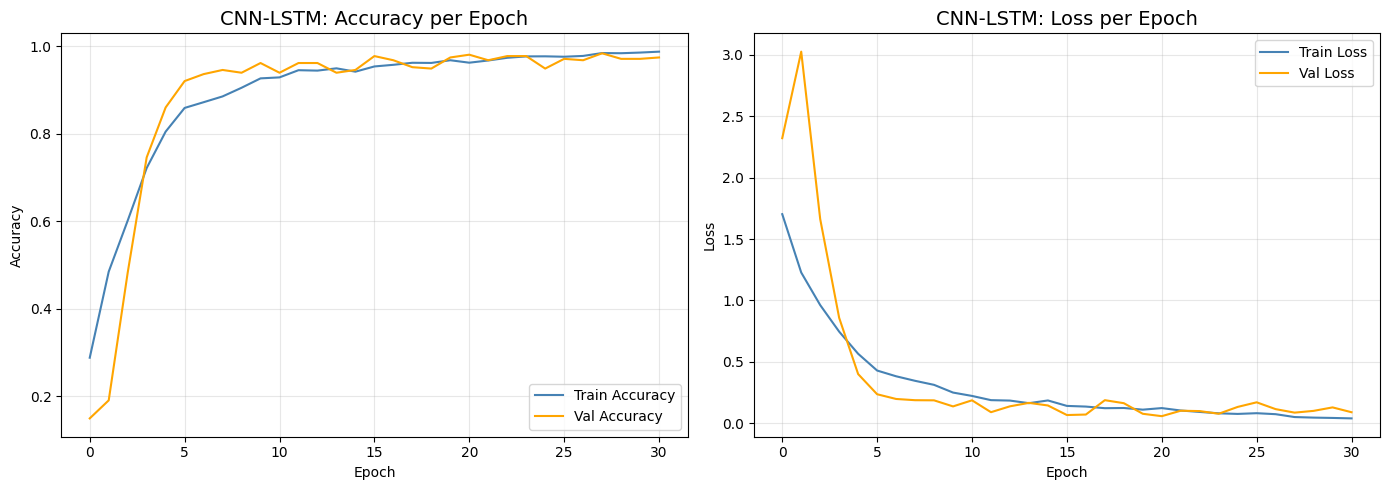 CNN-LSTM: Accuracy per Epoch
Accuracy
1.0
0.8
0.6
0.4
0.2
0 5 10 15 20 25 30
Epoch
Train Accuracy
Val Accuracy
CNN-LSTM: Loss per Epoch
Loss
3.0
2.5
2.0
1.5
1.0
0.5
0.0
0 5 10 15 20 25 30
Epoch
Train Loss
Val Loss